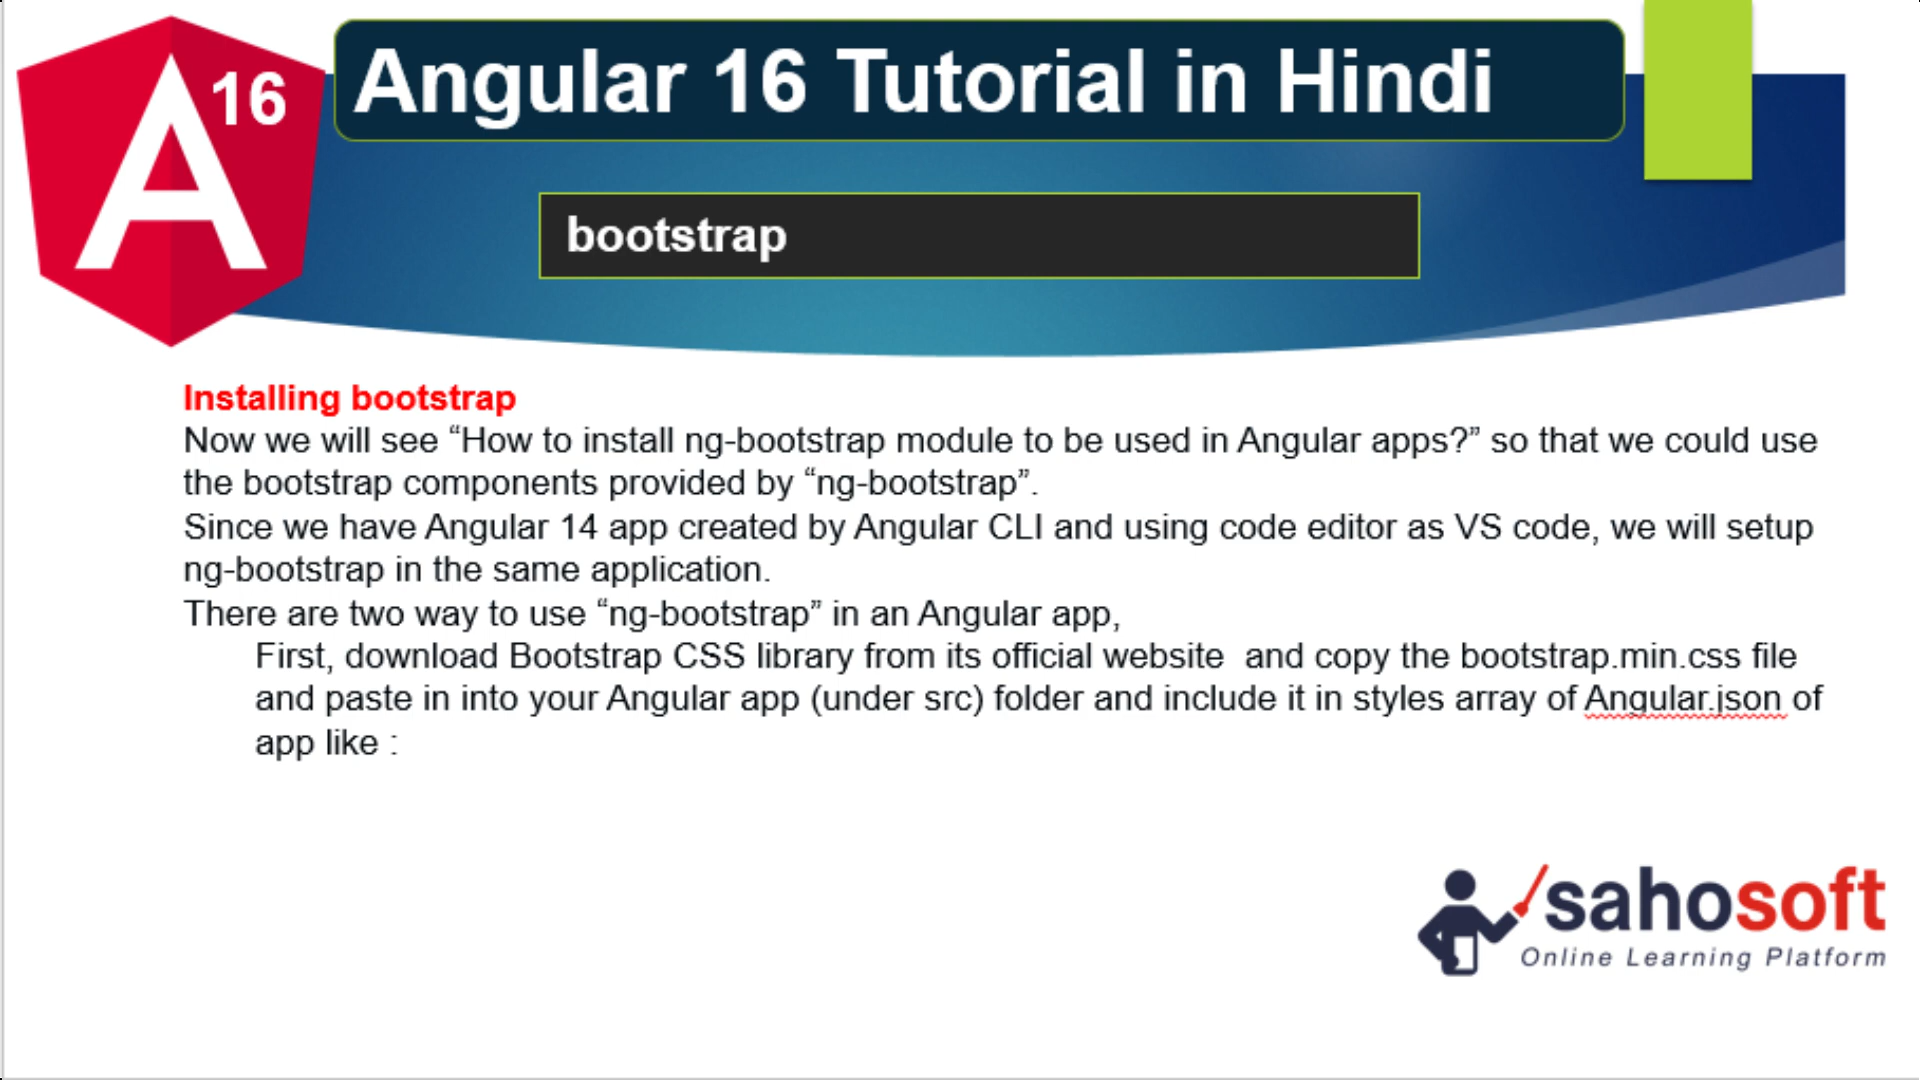 16
Angular 16 Tutorial in Hindi
bootstrap
Installing bootstrap
Now we will see “How to install ng-bootstrap module to be used in Angular apps?” so that we could use
the bootstrap components provided by “ng-bootstrap”.
Since we have Angular 14 app created by Angular CLI and using code editor as VS code, we will setup
ng-bootstrap in the same application.
There are two way to use “ng-bootstrap” in an Angular app,
First, download Bootstrap CSS library from its official website  and copy the bootstrap.min.css file
and paste in into your Angular app (under src) folder and include it in styles array of Angular.json of
app like :
sahosoft
Online Learning Platform